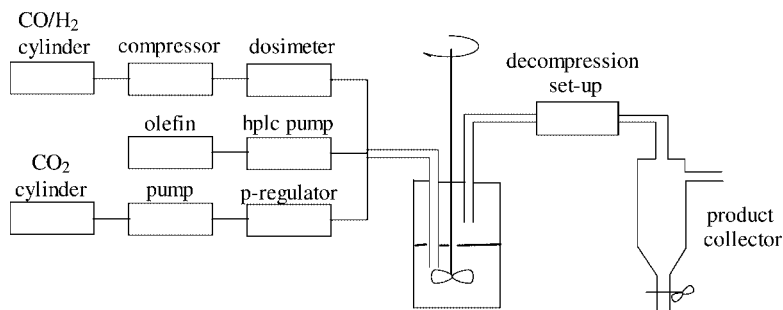 CO/H₂
cylinder
compressor
dosimeter
decompression
set-up
olefin
hplc pump
CO₂
cylinder
pump
p-regulator
product
collector